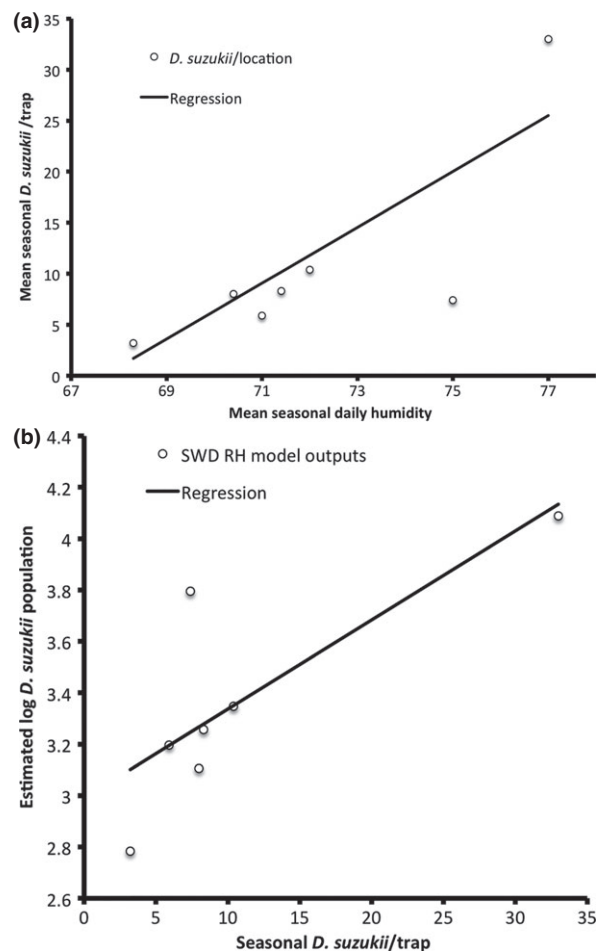 (a)
35
30
25
20
15
10
5
0
Mean seasonal D. suzukii /trap
D. suzukii/location
Regression
67 69 71 73 75 77
Mean seasonal daily humidity
(b)
4.4
4.2
4
3.8
3.6
3.4
3.2
3
2.8
2.6
Estimated log D. suzukii population
SWD RH model outputs
Regression
0 5 10 15 20 25 30 35
Seasonal D. suzukii/trap